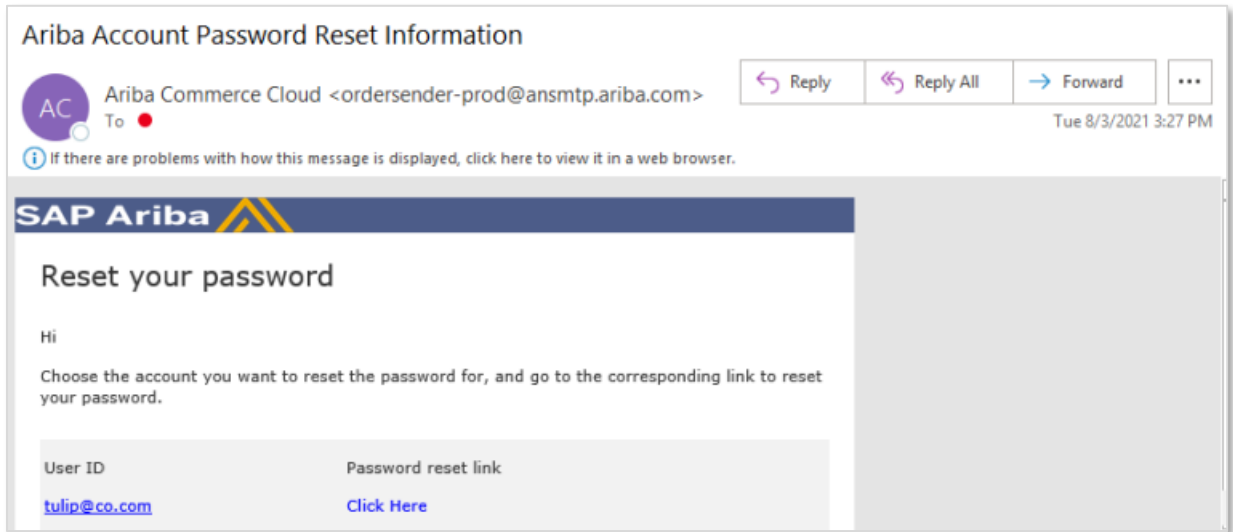 Ariba Account Password Reset Information
AC
Ariba Commerce Cloud <ordersender-prod@ansmtp.ariba.com>
To
Reply
Reply All
Forward
...
Tue 8/3/2021 3:27 PM
If there are problems with how this message is displayed, click here to view it in a web browser.
SAP Ariba
Reset your password
Hi
Choose the account you want to reset the password for, and go to the corresponding link to reset
your password.
User ID Password reset link
tulip@co.com Click Here